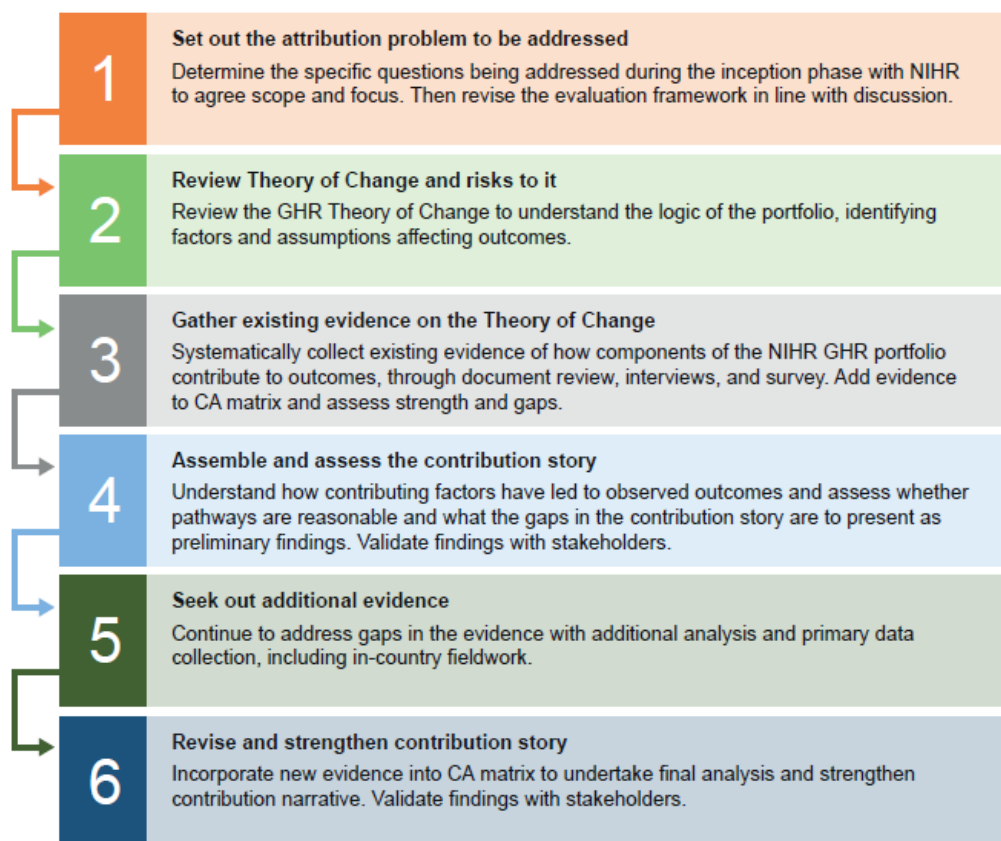 1
Set out the attribution problem to be addressed
Determine the specific questions being addressed during the inception phase with NIHR
to agree scope and focus. Then revise the evaluation framework in line with discussion.
2
Review Theory of Change and risks to it
Review the GHR Theory of Change to understand the logic of the portfolio, identifying
factors and assumptions affecting outcomes.
3
Gather existing evidence on the Theory of Change
Systematically collect existing evidence of how components of the NIHR GHR portfolio
contribute to outcomes, through document review, interviews, and survey. Add evidence
to CA matrix and assess strength and gaps.
4
Assemble and assess the contribution story
Understand how contributing factors have led to observed outcomes and assess whether
pathways are reasonable and what the gaps in the contribution story are to present as
preliminary findings. Validate findings with stakeholders.
5
Seek out additional evidence
Continue to address gaps in the evidence with additional analysis and primary data
collection, including in-country fieldwork.
6
Revise and strengthen contribution story
Incorporate new evidence into CA matrix to undertake final analysis and strengthen
contribution narrative. Validate findings with stakeholders.